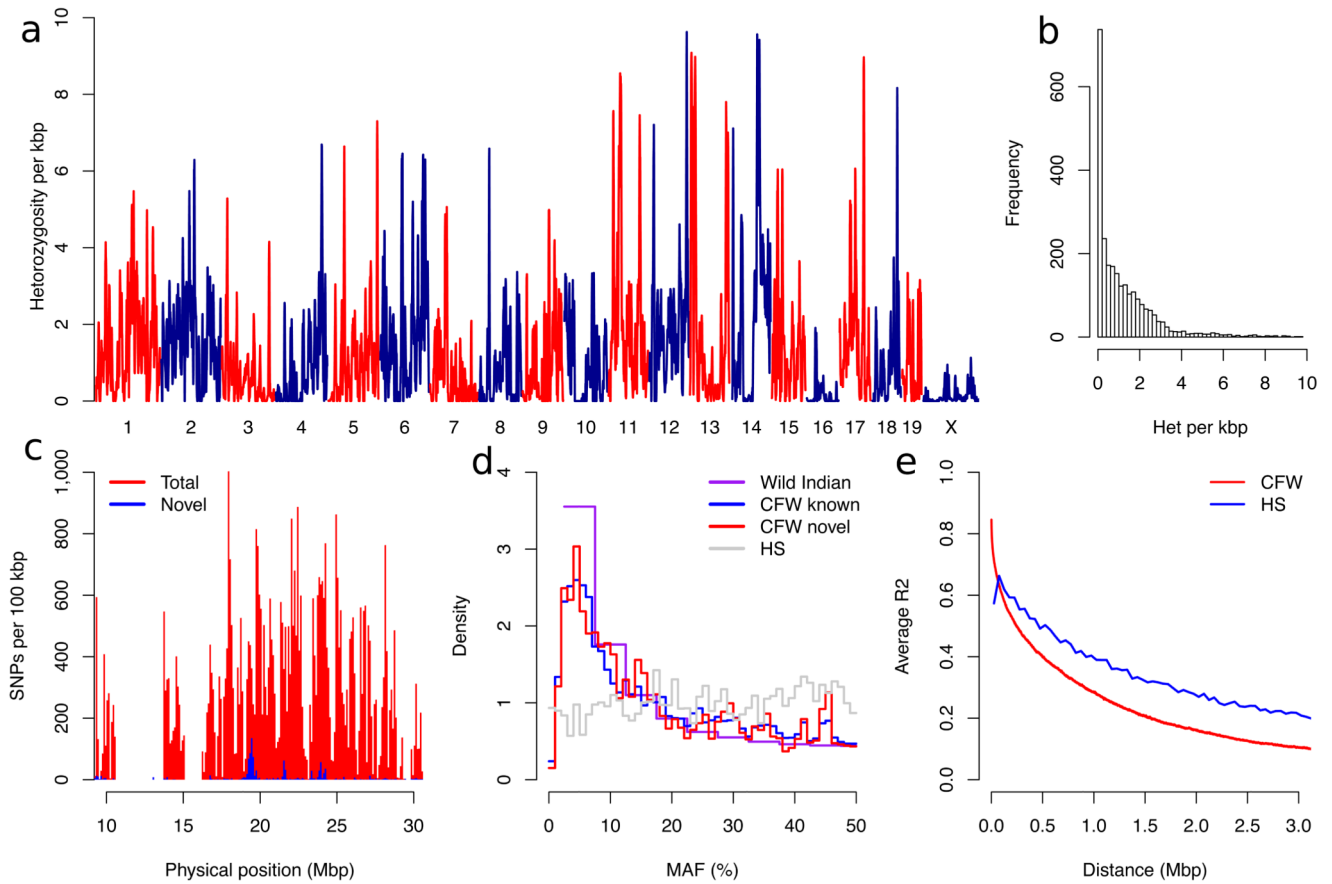 a
Hetorozygosity per kbp
10
8
6
4
2
0
1 2 3 4 5 6 7 8 9 10 11 12 13 14 15 16 17 18 19 X
b
Frequency
600
400
200
0
0 2 4 6 8 10
Het per kbp
c
SNPs per 100 kbp
1,000
800
600
400
200
0
Total
Novel
10 15 20 25 30
Physical position (Mbp)
d
Density
4
3
2
1
0
Wild Indian
CFW known
CFW novel
HS
0 10 20 30 40 50
MAF (%)
e
Average R2
1.0
0.8
0.6
0.4
0.2
0.0
CFW
HS
0.0 0.5 1.0 1.5 2.0 2.5 3.0
Distance (Mbp)